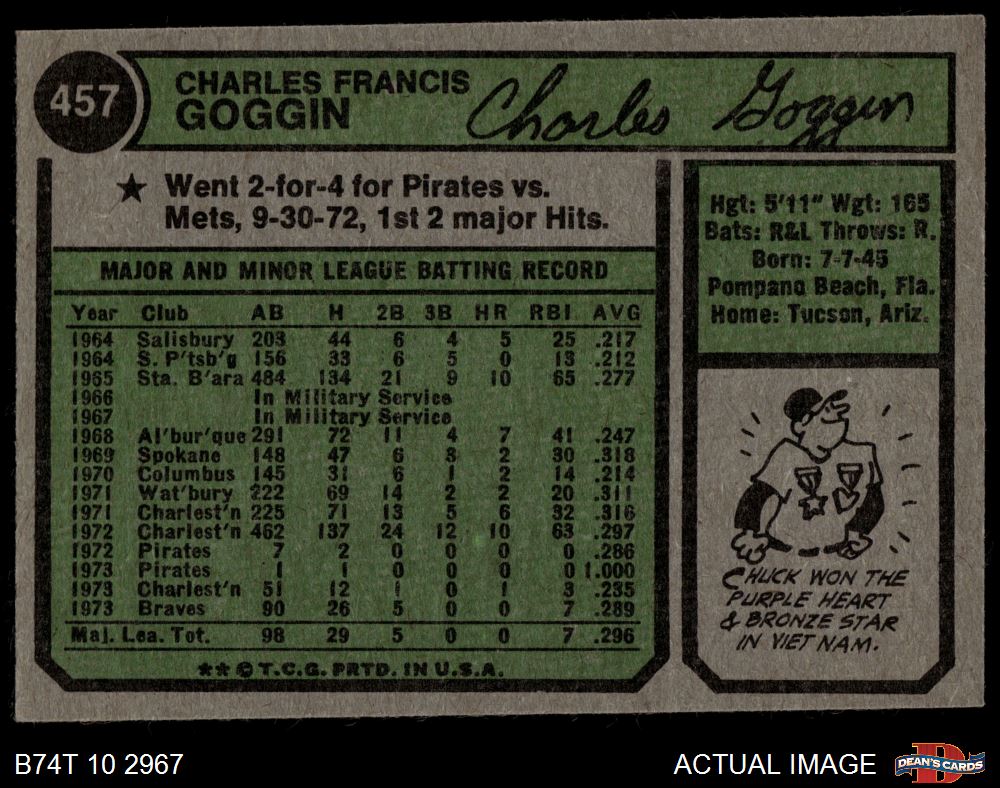 457
CHARLES FRANCIS
GOGGIN
Charles Goggin
★ Went 2-for-4 for Pirates vs.
Mets, 9-30-72, 1st 2 major Hits.
MAJOR AND MINOR LEAGUE BATTING RECORD
Year Club AB H 2B 3B HR RBI AVG
1964 Salisbury 203 44 6 4 5 25 .217
1964 S. P'tsb'g 156 33 6 5 0 13 .212
1965 Sta. B'ara 484 134 21 9 10 65 .277
1966 In Military Service
1967 In Military Service
1968 Al'bur'que 291 72 11 4 7 41 .247
1969 Spokane 148 47 6 3 2 30 .318
1970 Columbus 145 31 6 1 2 14 .214
1971 Wat'bury 222 69 14 2 2 20 .311
1971 Charlest'n 225 71 13 5 6 32 .316
1972 Charlest'n 462 137 24 12 10 63 .297
1972 Pirates 7 2 0 0 0 0 .286
1973 Pirates 1 1 0 0 0 0 1.000
1973 Charlest'n 51 12 1 0 1 3 .235
1973 Braves 90 26 5 0 0 7 .289
Maj. Lea. Tot. 98 29 5 0 0 7 .296
** © T.C.G. PRTD. IN U.S.A.
Hgt: 5'11" Wgt: 165
Bats: R&L Throws: R.
Born: 7-7-45
Pompano Beach, Fla.
Home: Tucson, Ariz.
CHUCK WON THE
PURPLE HEART
& BRONZE STAR
IN VIET NAM.
B74T 10 2967
ACTUAL IMAGE
D
DEAN'S CARDS